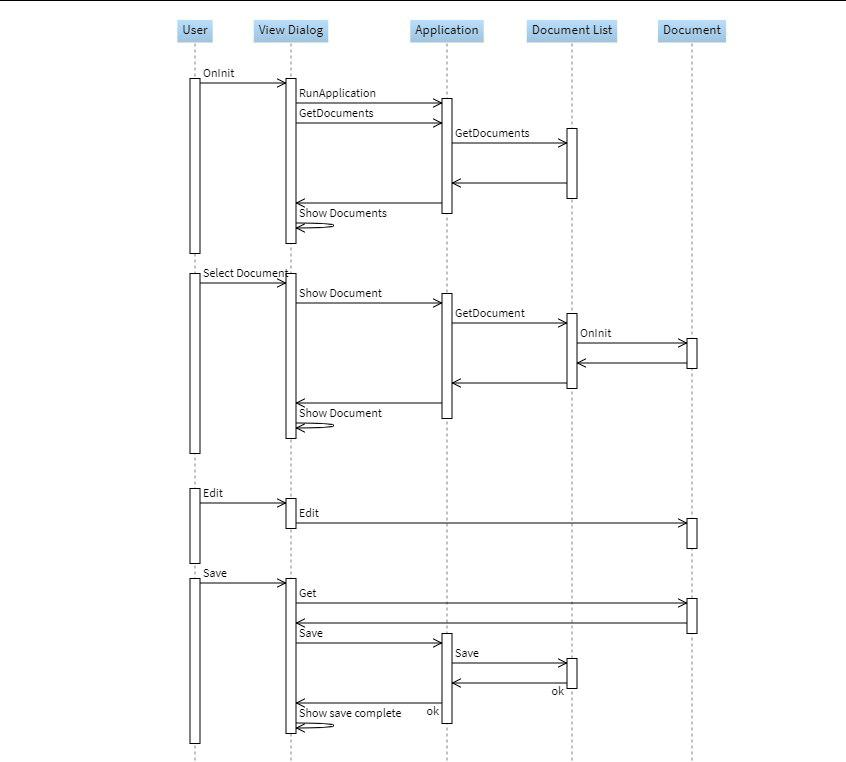 User
View Dialog
Application
Document List
Document
OnInit
RunApplication
GetDocuments
GetDocuments
Show Documents
Select Document
Show Document
GetDocument
OnInit
Show Document
Edit
Edit
Save
Get
Save
Save
ok
ok
Show save complete